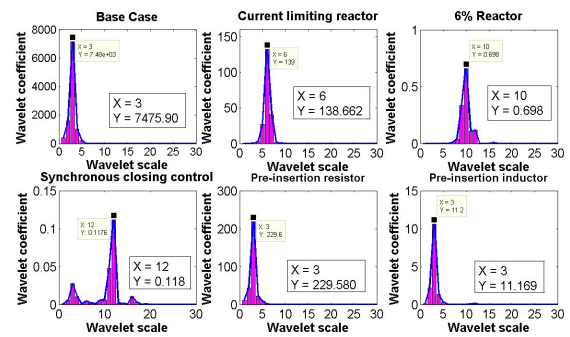 Base Case
Wavelet coefficient
8000
6000
4000
2000
0
X = 3
Y = 7.48e+03
X = 3
Y = 7475.90
0 5 10 15 20 25 30
Wavelet scale
Current limiting reactor
Wavelet coefficient
150
100
50
0
X = 6
Y = 139
X = 6
Y = 138.662
0 5 10 15 20 25 30
Wavelet scale
6% Reactor
Wavelet coefficient
1
0.5
0
X = 10
Y = 0.698
X = 10
Y = 0.698
0 5 10 15 20 25 30
Wavelet scale
Synchronous closing control
Wavelet coefficient
0.15
0.1
0.05
0
X: 12
Y: 0.1176
X = 12
Y = 0.118
0 5 10 15 20 25 30
Wavelet scale
Pre-insertion resistor
Wavelet coefficient
300
200
100
0
X: 3
Y: 229.6
X = 3
Y = 229.580
0 5 10 15 20 25 30
Wavelet scale
Pre-insertion inductor
Wavelet coefficient
15
10
5
0
X = 3
Y = 11.2
X = 3
Y = 11.169
0 5 10 15 20 25 30
Wavelet scale